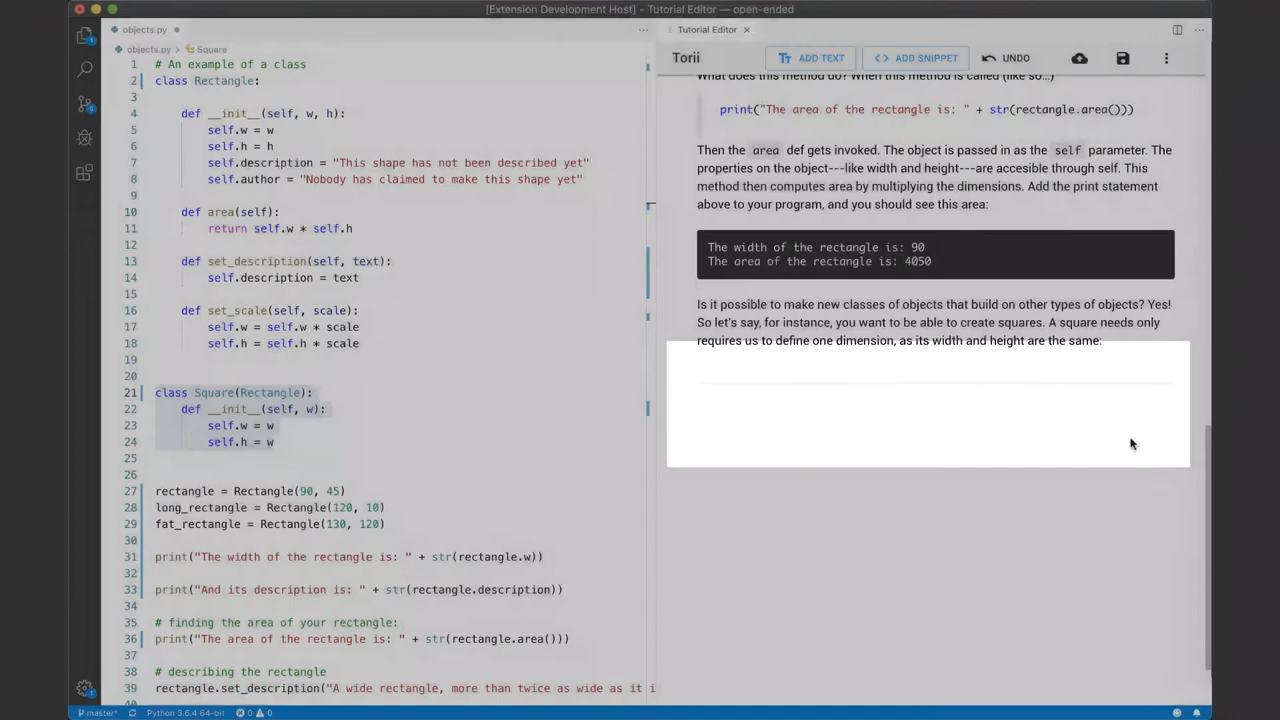 [Extension Development Host] - Tutorial Editor — open-ended
objects.py
objects.py > Square
1 # An example of a class
2 class Rectangle:
3
4 def __init__(self, w, h):
5 self.w = w
6 self.h = h
7 self.description = "This shape has not been described yet"
8 self.author = "Nobody has claimed to make this shape yet"
9
10 def area(self):
11 return self.w * self.h
12
13 def set_description(self, text):
14 self.description = text
15
16 def set_scale(self, scale):
17 self.w = self.w * scale
18 self.h = self.h * scale
19
20
21 class Square(Rectangle):
22 def __init__(self, w):
23 self.w = w
24 self.h = w
25
26
27 rectangle = Rectangle(90, 45)
28 long_rectangle = Rectangle(120, 10)
29 fat_rectangle = Rectangle(130, 120)
30
31 print("The width of the rectangle is: " + str(rectangle.w))
32
33 print("And its description is: " + str(rectangle.description))
34
35 # finding the area of your rectangle:
36 print("The area of the rectangle is: " + str(rectangle.area()))
37
38 # describing the rectangle
39 rectangle.set_description("A wide rectangle, more than twice as wide as it i
40
Tutorial Editor
Torii
ADD TEXT
ADD SNIPPET
UNDO
What does this method do? When this method is called (like so...)
print("The area of the rectangle is: " + str(rectangle.area()))
Then the area def gets invoked. The object is passed in as the self parameter. The
properties on the object---like width and height---are accesible through self. This
method then computes area by multiplying the dimensions. Add the print statement
above to your program, and you should see this area:
The width of the rectangle is: 90
The area of the rectangle is: 4050
Is it possible to make new classes of objects that build on other types of objects? Yes!
So let's say, for instance, you want to be able to create squares. A square needs only
requires us to define one dimension, as its width and height are the same:
master*
Python 3.6.4 64-bit
0
0